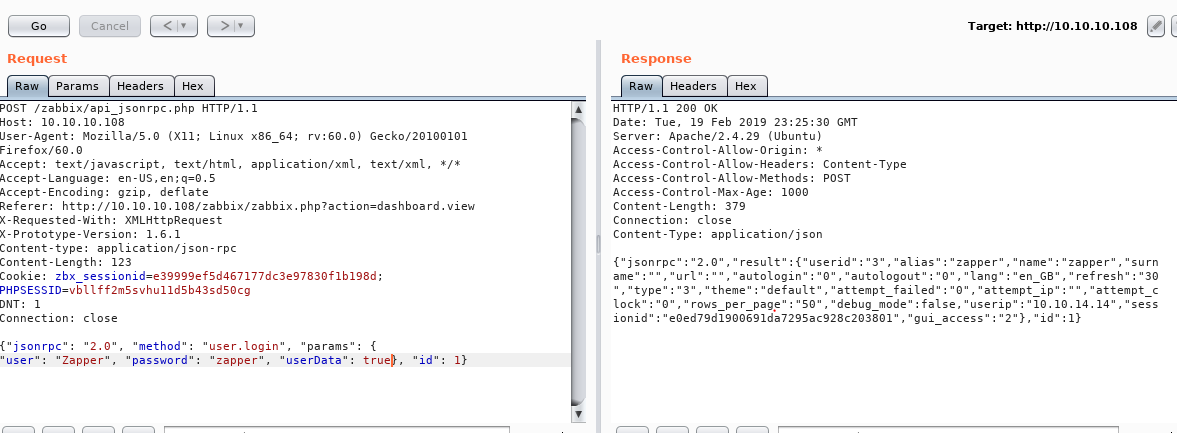 Go
Cancel
<
>
Target: http://10.10.10.108
Request
Raw Params Headers Hex
POST /zabbix/api_jsonrpc.php HTTP/1.1
Host: 10.10.10.108
User-Agent: Mozilla/5.0 (X11; Linux x86_64; rv:60.0) Gecko/20100101
Firefox/60.0
Accept: text/javascript, text/html, application/xml, text/xml, */*
Accept-Language: en-US,en;q=0.5
Accept-Encoding: gzip, deflate
Referer: http://10.10.10.108/zabbix/zabbix.php?action=dashboard.view
X-Requested-With: XMLHttpRequest
X-Prototype-Version: 1.6.1
Content-type: application/json-rpc
Content-Length: 123
Cookie: zbx_sessionid=e39999ef5d467177dc3e97830f1b198d;
PHPSESSID=vbllff2m5svhu11d5b43sd50cg
DNT: 1
Connection: close
{"jsonrpc": "2.0", "method": "user.login", "params": {
"user": "Zapper", "password": "zapper", "userData": true}, "id": 1}
Response
Raw Headers Hex
HTTP/1.1 200 OK
Date: Tue, 19 Feb 2019 23:25:30 GMT
Server: Apache/2.4.29 (Ubuntu)
Access-Control-Allow-Origin: *
Access-Control-Allow-Headers: Content-Type
Access-Control-Allow-Methods: POST
Access-Control-Max-Age: 1000
Content-Length: 379
Connection: close
Content-Type: application/json
{"jsonrpc":"2.0","result":{"userid":"3","alias":"zapper","name":"zapper","surn
ame":"","url":"","autologin":"0","autologout":"0","lang":"en_GB","refresh":"30
","type":"3","theme":"default","attempt_failed":"0","attempt_ip":"","attempt_c
lock":"0","rows_per_page":"50","debug_mode":false,"userip":"10.10.14.14","sess
ionid":"e0ed79d1900691da7295ac928c203801","gui_access":"2"},"id":1}